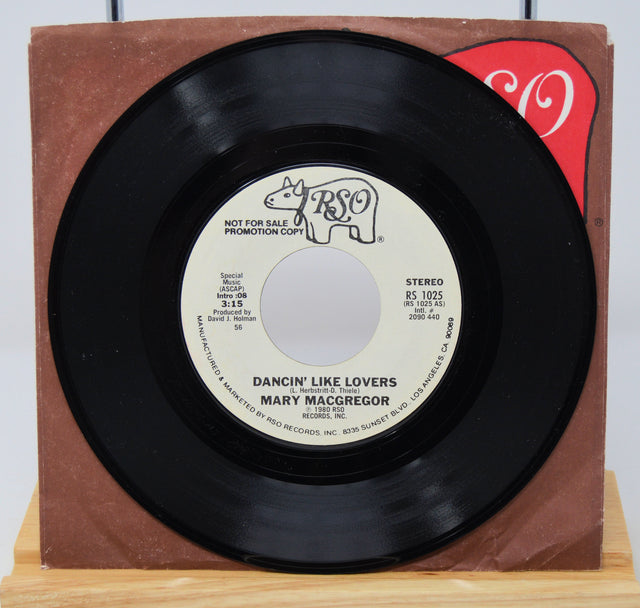 RSO
RSO
®
®
NOT FOR SALE
PROMOTION COPY
Special
Music
(ASCAP)
Intro :08
3:15
Produced by
David J. Holman
56
STEREO
RS 1025
(RS 1025 AS)
Intl. #
2090 440
DANCIN' LIKE LOVERS
(L. Herbstritt-D. Thiele)
MARY MACGREGOR
℗ 1980 RSO
RECORDS, INC.
MANUFACTURED & MARKETED BY RSO RECORDS, INC. 8335 SUNSET BLVD. LOS ANGELES, CA. 90069